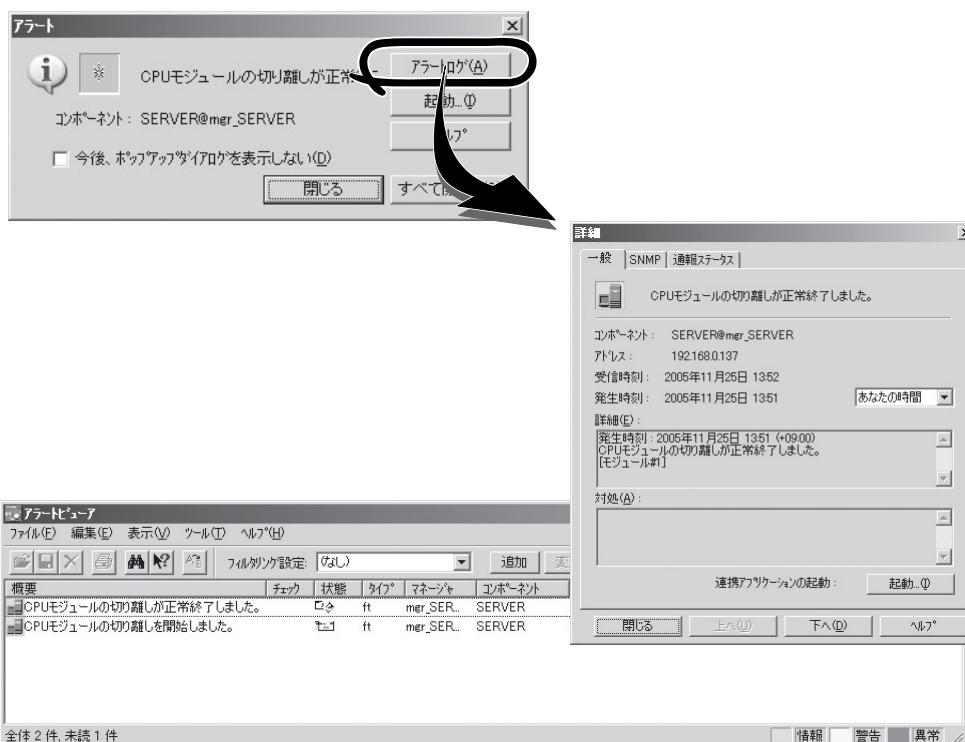 アラート
CPUモジュールの切り離しが正常
アラートログ(A)
起動...(I)
コンポーネント： SERVER@mgr_SERVER
ルプ
今後、ポップアップダイアログを表示しない(D)
閉じる
すべて
詳細
一般 SNMP 通報ステータス
CPUモジュールの切り離しが正常終了しました。
コンポーネント： SERVER@mgr_SERVER
アドレス： 192.168.0.137
受信時刻： 2005年11月25日 13:52
発生時刻： 2005年11月25日 13:51 あなたの時間
詳細(E)：
発生時刻：2005年11月25日 13:51 (+09:00)
CPUモジュールの切り離しが正常終了しました。
[モジュール#1]
対処(A)：
連携アプリケーションの起動： 起動...(I)
閉じる 上へ(U) 下へ(D) ヘルプ
アラートビューア
ファイル(F) 編集(E) 表示(V) ツール(T) ヘルプ(H)
フィルタリング設定: (なし) 追加 変
概要 チェック 状態 タイプ マネージャ コンポーネント
CPUモジュールの切り離しが正常終了しました。 ft mgr_SER... SERVER
CPUモジュールの切り離しを開始しました。 ft mgr_SER... SERVER
全体 2 件, 未読 1 件 情報 警告 異常